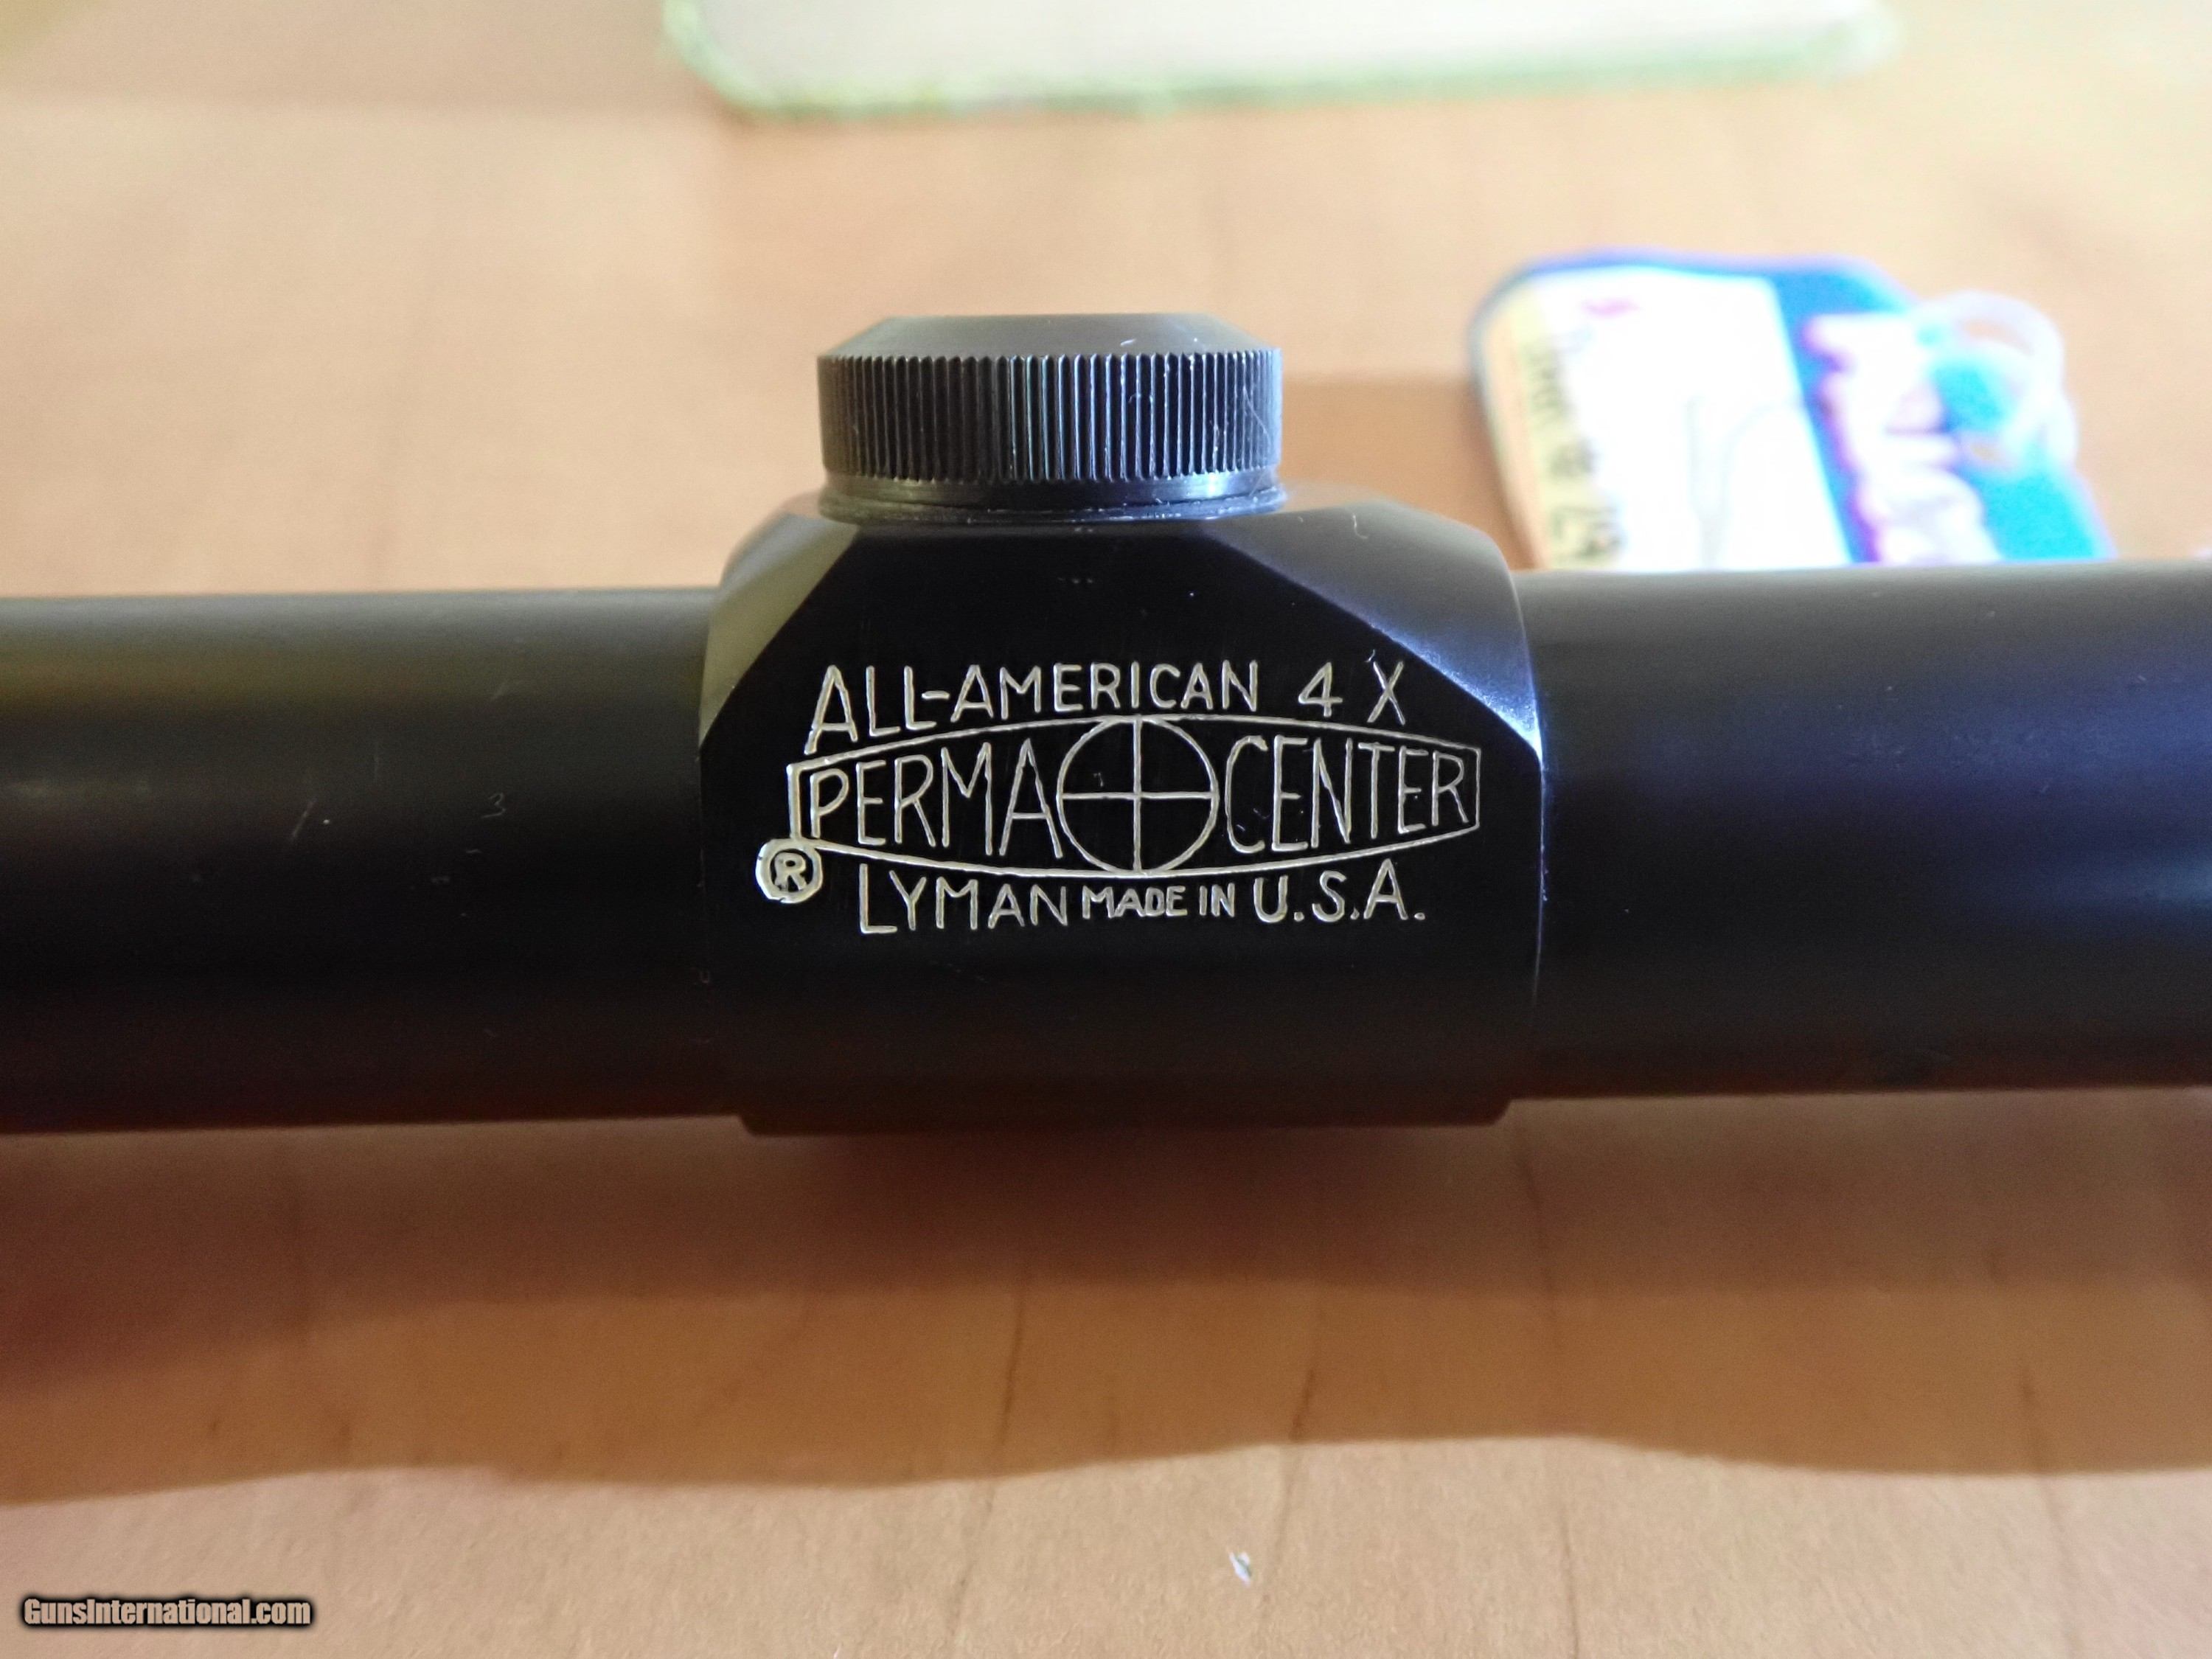 ALL-AMERICAN 4 X
PERMA CENTER
® LYMAN MADE IN U.S.A.
GunsInternational.com